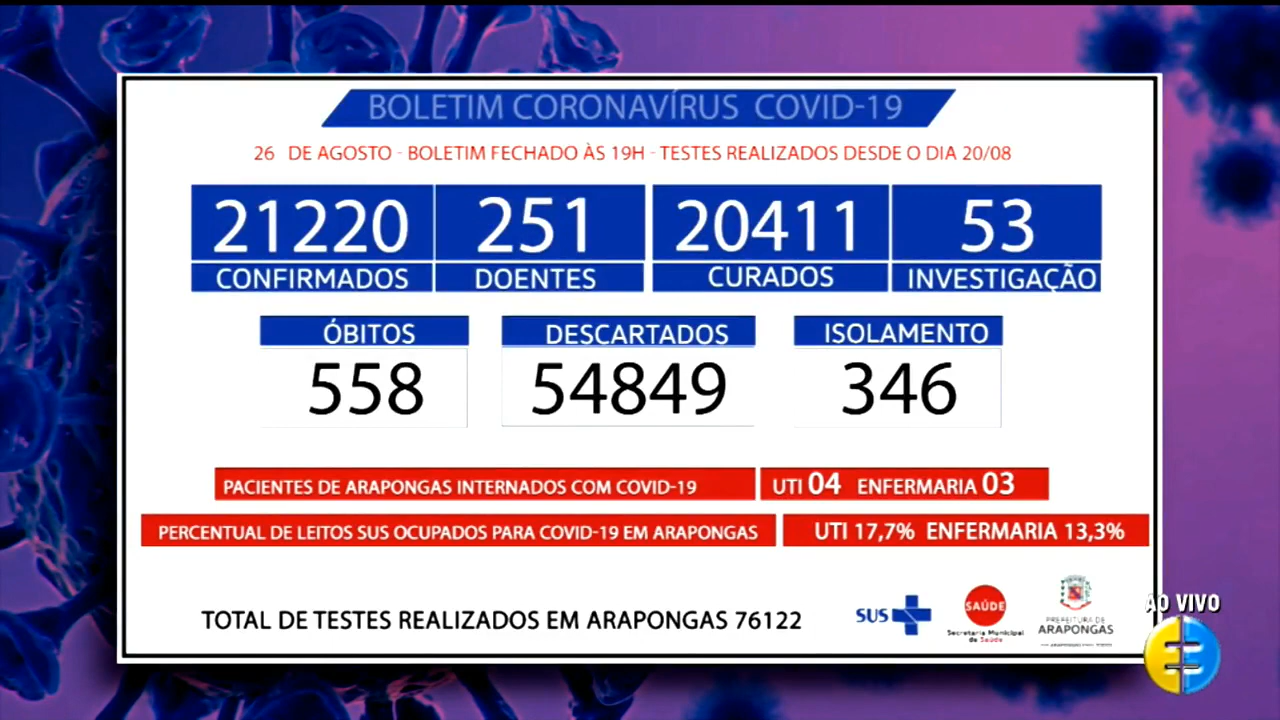 BOLETIM CORONAVÍRUS COVID-19
26 DE AGOSTO - BOLETIM FECHADO ÀS 19H - TESTES REALIZADOS DESDE O DIA 20/08
21220 251 20411 53
CONFIRMADOS DOENTES CURADOS INVESTIGAÇÃO
ÓBITOS DESCARTADOS ISOLAMENTO
558 54849 346
PACIENTES DE ARAPONGAS INTERNADOS COM COVID-19 UTI 04 ENFERMARIA 03
PERCENTUAL DE LEITOS SUS OCUPADOS PARA COVID-19 EM ARAPONGAS UTI 17,7% ENFERMARIA 13,3%
TOTAL DE TESTES REALIZADOS EM ARAPONGAS 76122
SUS
SAÚDE
Secretaria Municipal
de Saúde
PREFEITURA DE
ARAPONGAS
AO VIVO